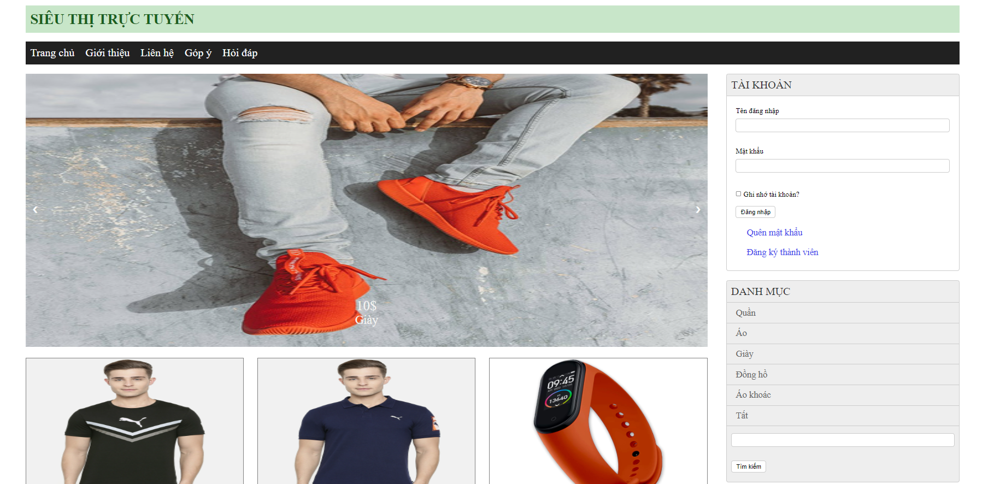 SIÊU THỊ TRỰC TUYẾN
Trang chủ Giới thiệu Liên hệ Góp ý Hỏi đáp
‹
›
10$
Giày
TÀI KHOẢN
Tên đăng nhập
Mật khẩu
Ghi nhớ tài khoản?
Đăng nhập
Quên mật khẩu
Đăng ký thành viên
DANH MỤC
Quần
Áo
Giày
Đồng hồ
Áo khoác
Tất
Tìm kiếm
09:45
13640